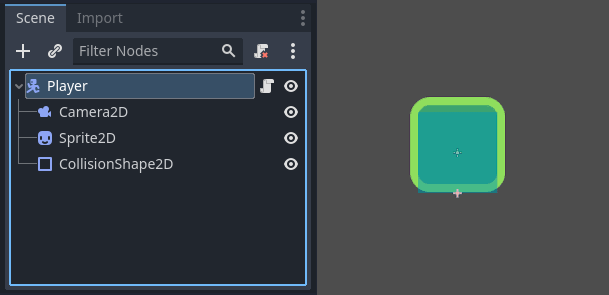 Scene Import
Filter Nodes
Player
Camera2D
Sprite2D
CollisionShape2D